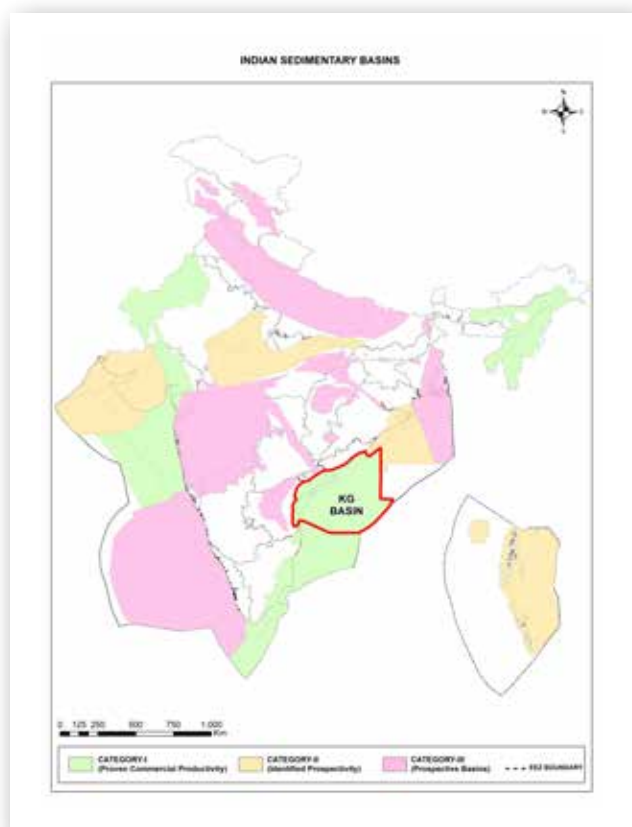 INDIAN SEDIMENTARY BASINS
N
KG
BASIN
0 125 250 500 750 1,000
Km
CATEGORY-I
(Proven Commercial Productivity)
CATEGORY-II
(Identified Prospectivity)
CATEGORY-III
(Prospective Basins)
EEZ BOUNDARY